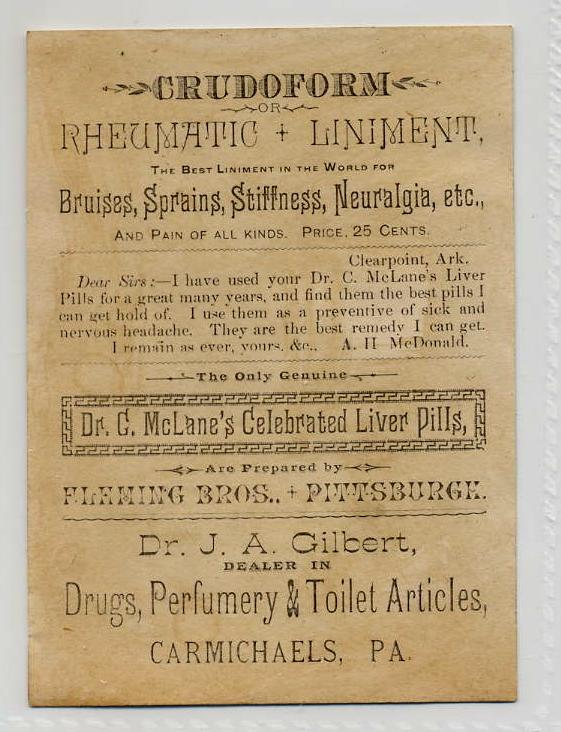 CRUDOFORM
OR
RHEUMATIC + LINIMENT,
THE BEST LINIMENT IN THE WORLD FOR
Bruises, Sprains, Stiffness, Neuralgia, etc.,
AND PAIN OF ALL KINDS. PRICE, 25 CENTS.
Clearpoint, Ark.
Dear Sirs:—I have used your Dr. C. McLane's Liver
Pills for a great many years, and find them the best pills I
can get hold of. I use them as a preventive of sick and
nervous headache. They are the best remedy I can get.
I remain as ever, yours, &c., A. H McDonald.
The Only Genuine
Dr. C. McLane's Celebrated Liver Pills,
Are Prepared by
FLEMING BROS., + PITTSBURGH.
Dr. J. A. Gilbert,
DEALER IN
Drugs, Perfumery & Toilet Articles,
CARMICHAELS, PA.